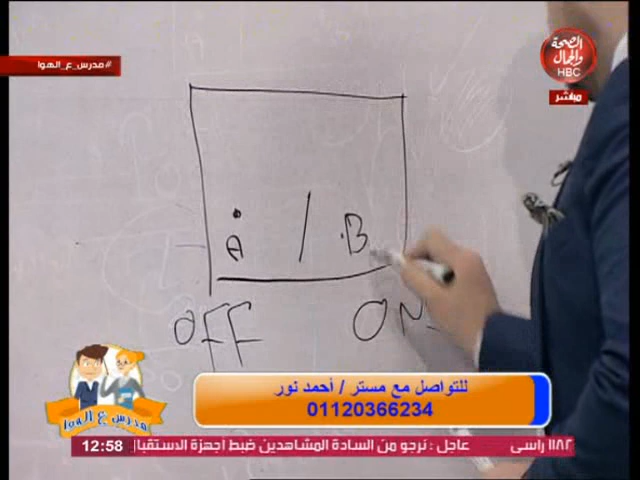 الصحة
والجمال
HBC
مباشر
#مدرس_ع_الهوا
A / B
OFF ON
للتواصل مع مستر / أحمد نور
01120366234
مدرس ع الهوا
12:58
عاجل : نرجو من السادة المشاهدين ضبط اجهزة الاستقبال
١١٨٢ راسى